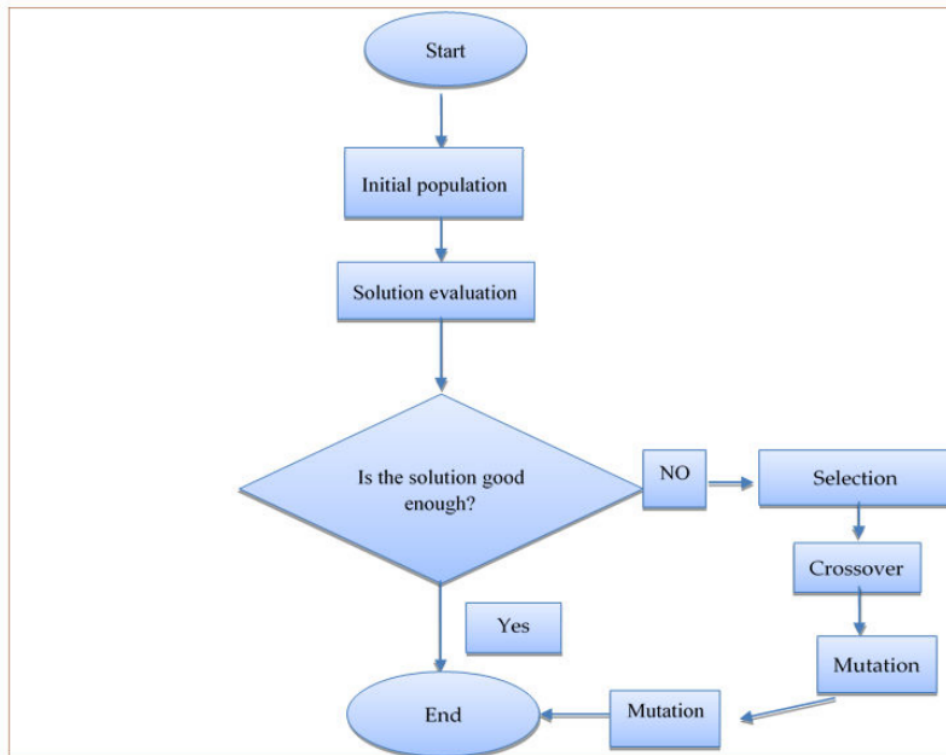 Start
Initial population
Solution evaluation
Is the solution good
enough?
NO
Selection
Crossover
Yes
Mutation
Mutation
End